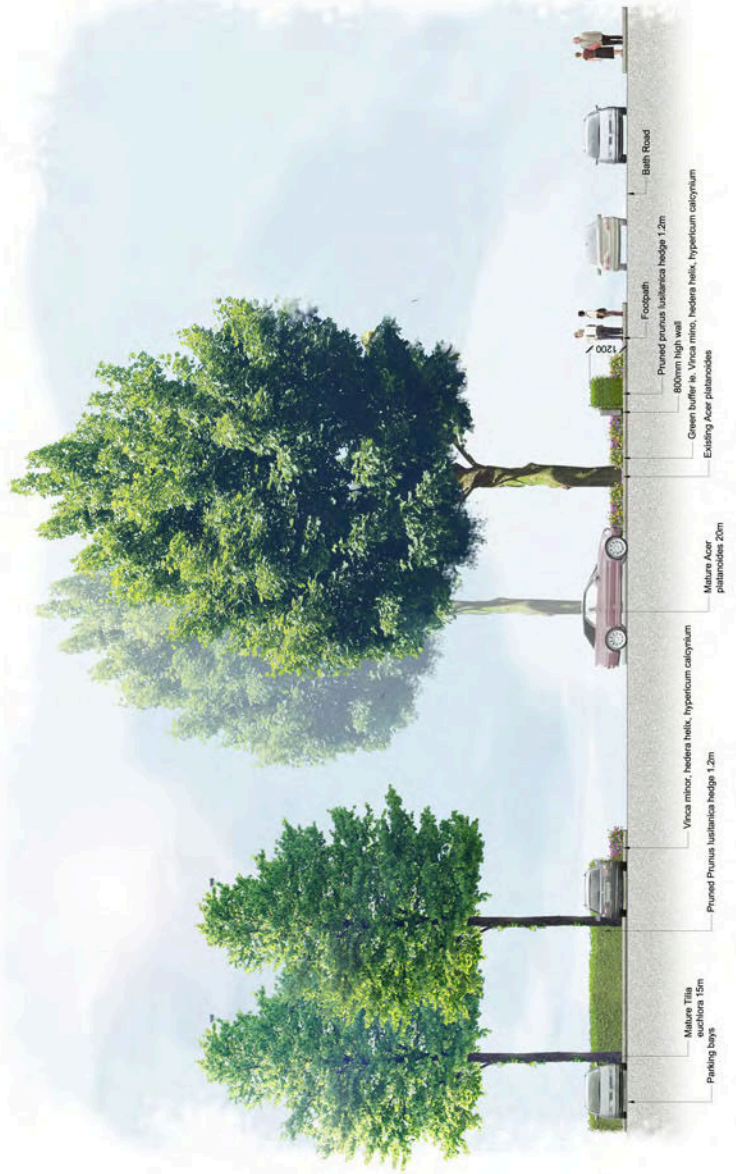 1200
Mature Tilia
euchiora 15m
Parking bays
Vinca minor, hedera helix, hypericum calcynium
Pruned Prunus lusitanica hedge 1.2m
Mature Acer
platanoides 20m
Bath Road
Footpath
Pruned prunus lusitanica hedge 1.2m
800mm high wall
Green buffer ie. Vinca mino, hedera helix, hypericum calcynium
Existing Acer platanoides